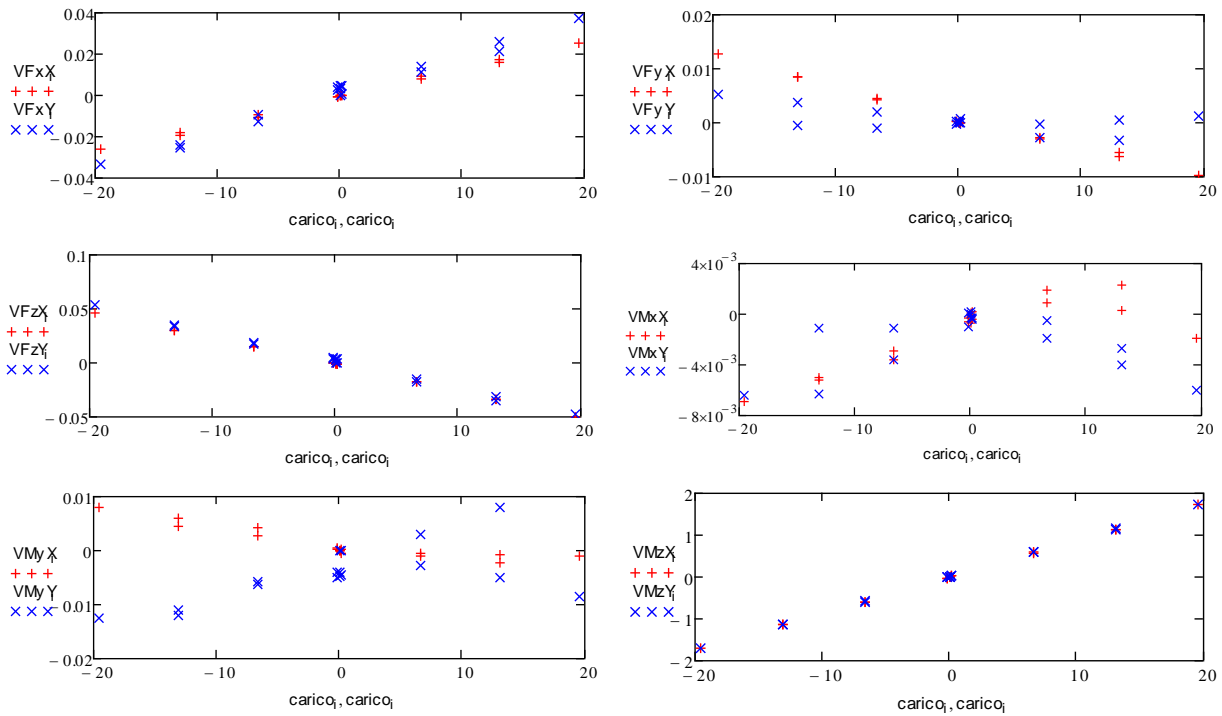 0.04
0.02
0
− 0.02
− 0.04
VFxX i
+ + +
VFxY i
× × ×
− 20
− 10
0
10
20
carico i , carico i
0.01
0.005
0
− 0.005
− 0.01
VFyX i
+ + +
VFyY i
× × ×
− 20
− 10
0
10
20
carico i , carico i
0.1
0.05
0
− 0.05
VFzX i
+ + +
VFzY i
× × ×
− 20
− 10
0
10
20
carico i , carico i
4×10⁻³
0
− 4×10⁻³
− 8×10⁻³
VMxX i
+ + +
VMxY i
× × ×
− 20
− 10
0
10
20
carico i , carico i
0.01
0
− 0.01
− 0.02
VMyX i
+ + +
VMyY i
× × ×
− 20
− 10
0
10
20
carico i , carico i
2
1
0
− 1
− 2
VMzX i
+ + +
VMzY i
× × ×
− 20
− 10
0
10
20
carico i , carico i